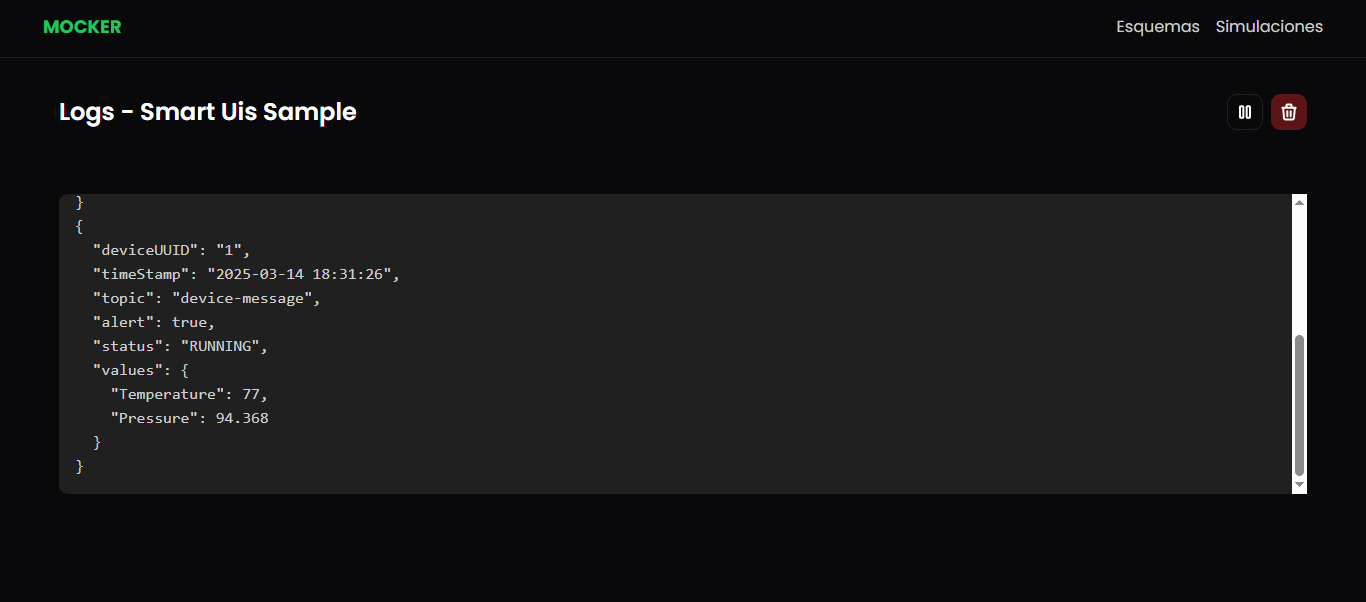 MOCKER
Esquemas Simulaciones
Logs - Smart Uis Sample
}
{
  "deviceUUID": "1",
  "timeStamp": "2025-03-14 18:31:26",
  "topic": "device-message",
  "alert": true,
  "status": "RUNNING",
  "values": {
    "Temperature": 77,
    "Pressure": 94.368
  }
}